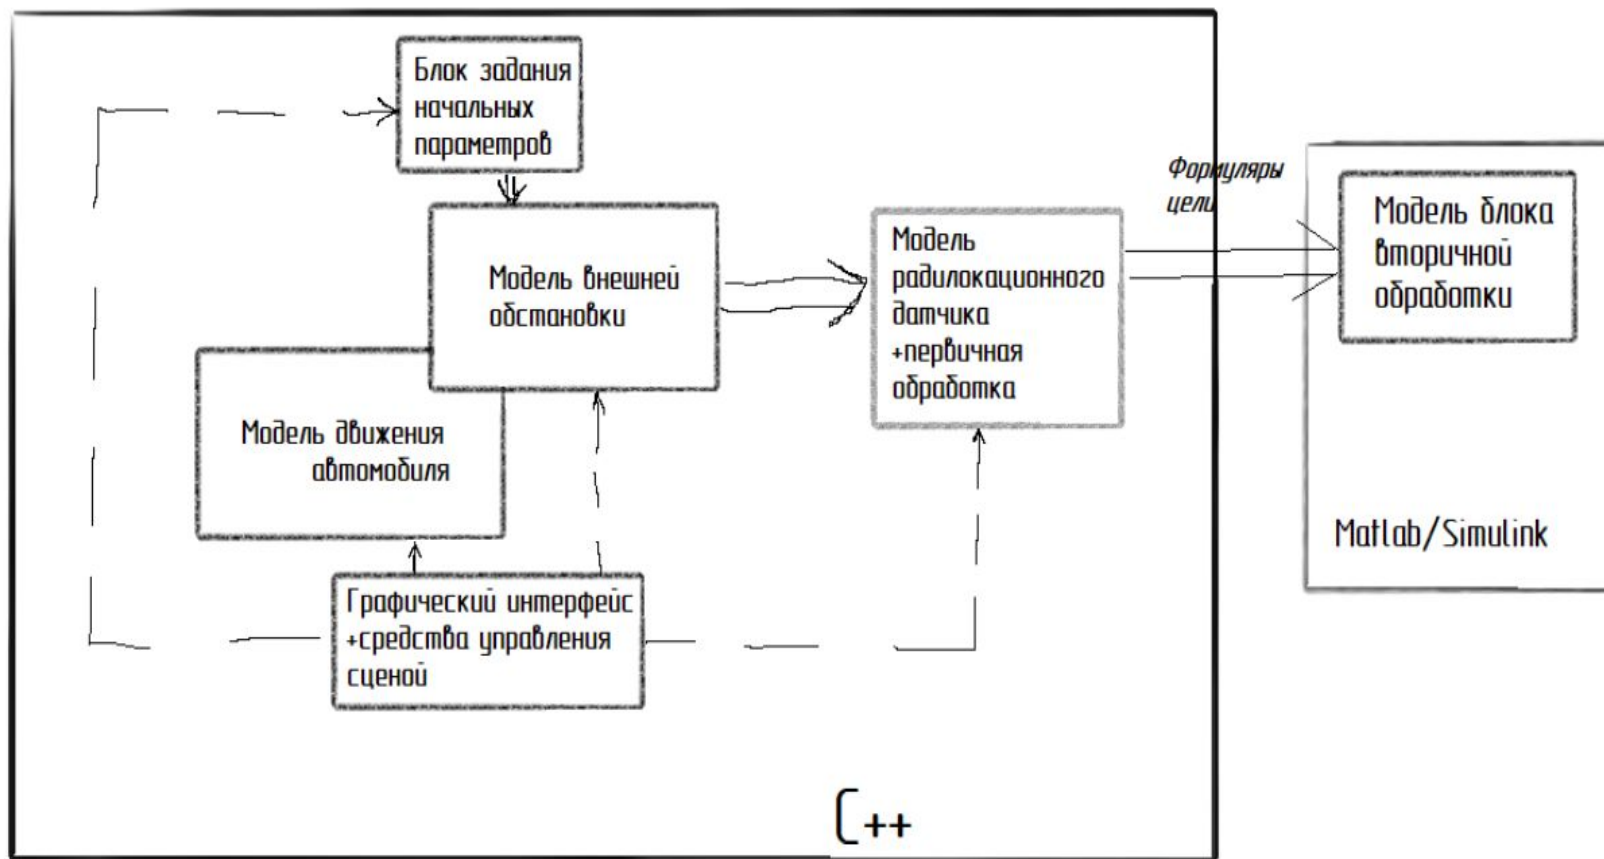 Блок задания
начальных
параметров
Модель внешней
обстановки
Модель движения
автомобиля
Графический интерфейс
+средства управления
сценой
Модель
радилокационного
датчика
+первичная
обработка
Формуляры
цели
Модель блока
вторичной
обработки
Matlab/Simulink
C++